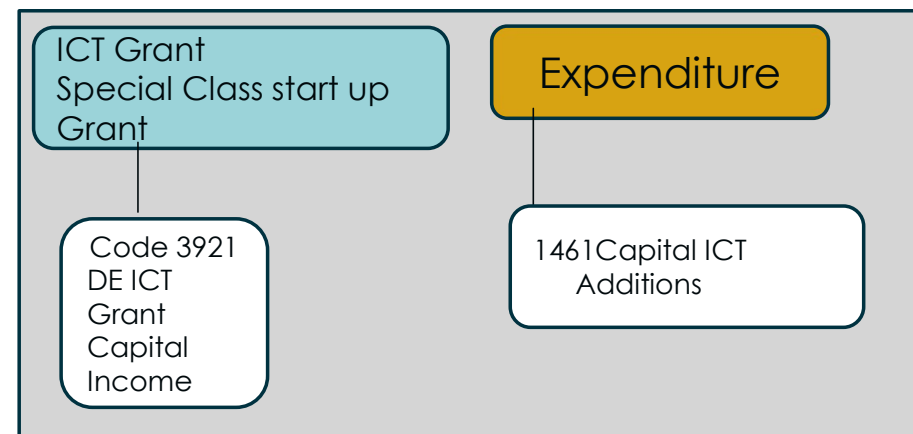 ICT Grant
Special Class start up
Grant
Expenditure
Code 3921
DE ICT
Grant
Capital
Income
1461Capital ICT
Additions